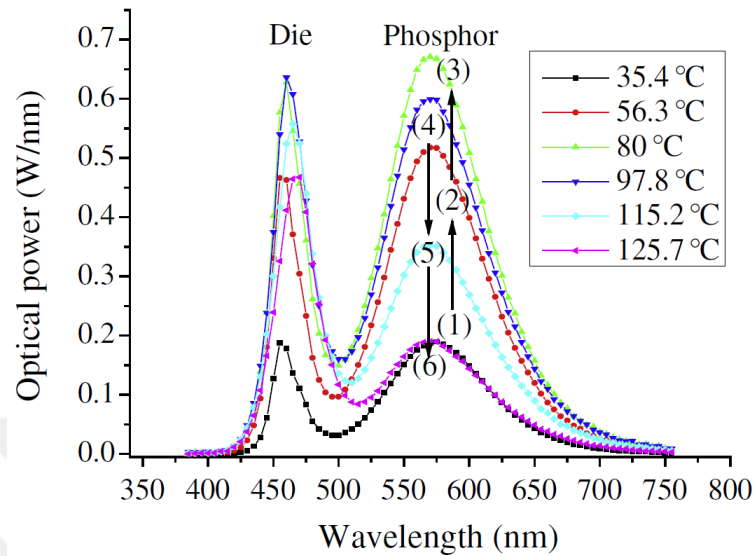 Die
Phosphor
0.7
0.6
0.5
0.4
0.3
0.2
0.1
0.0
Optical power (W/nm)
(3)
(4)
(2)
(5)
(1)
(6)
35.4 °C
56.3 °C
80 °C
97.8 °C
115.2 °C
125.7 °C
350 400 450 500 550 600 650 700 750 800
Wavelength (nm)